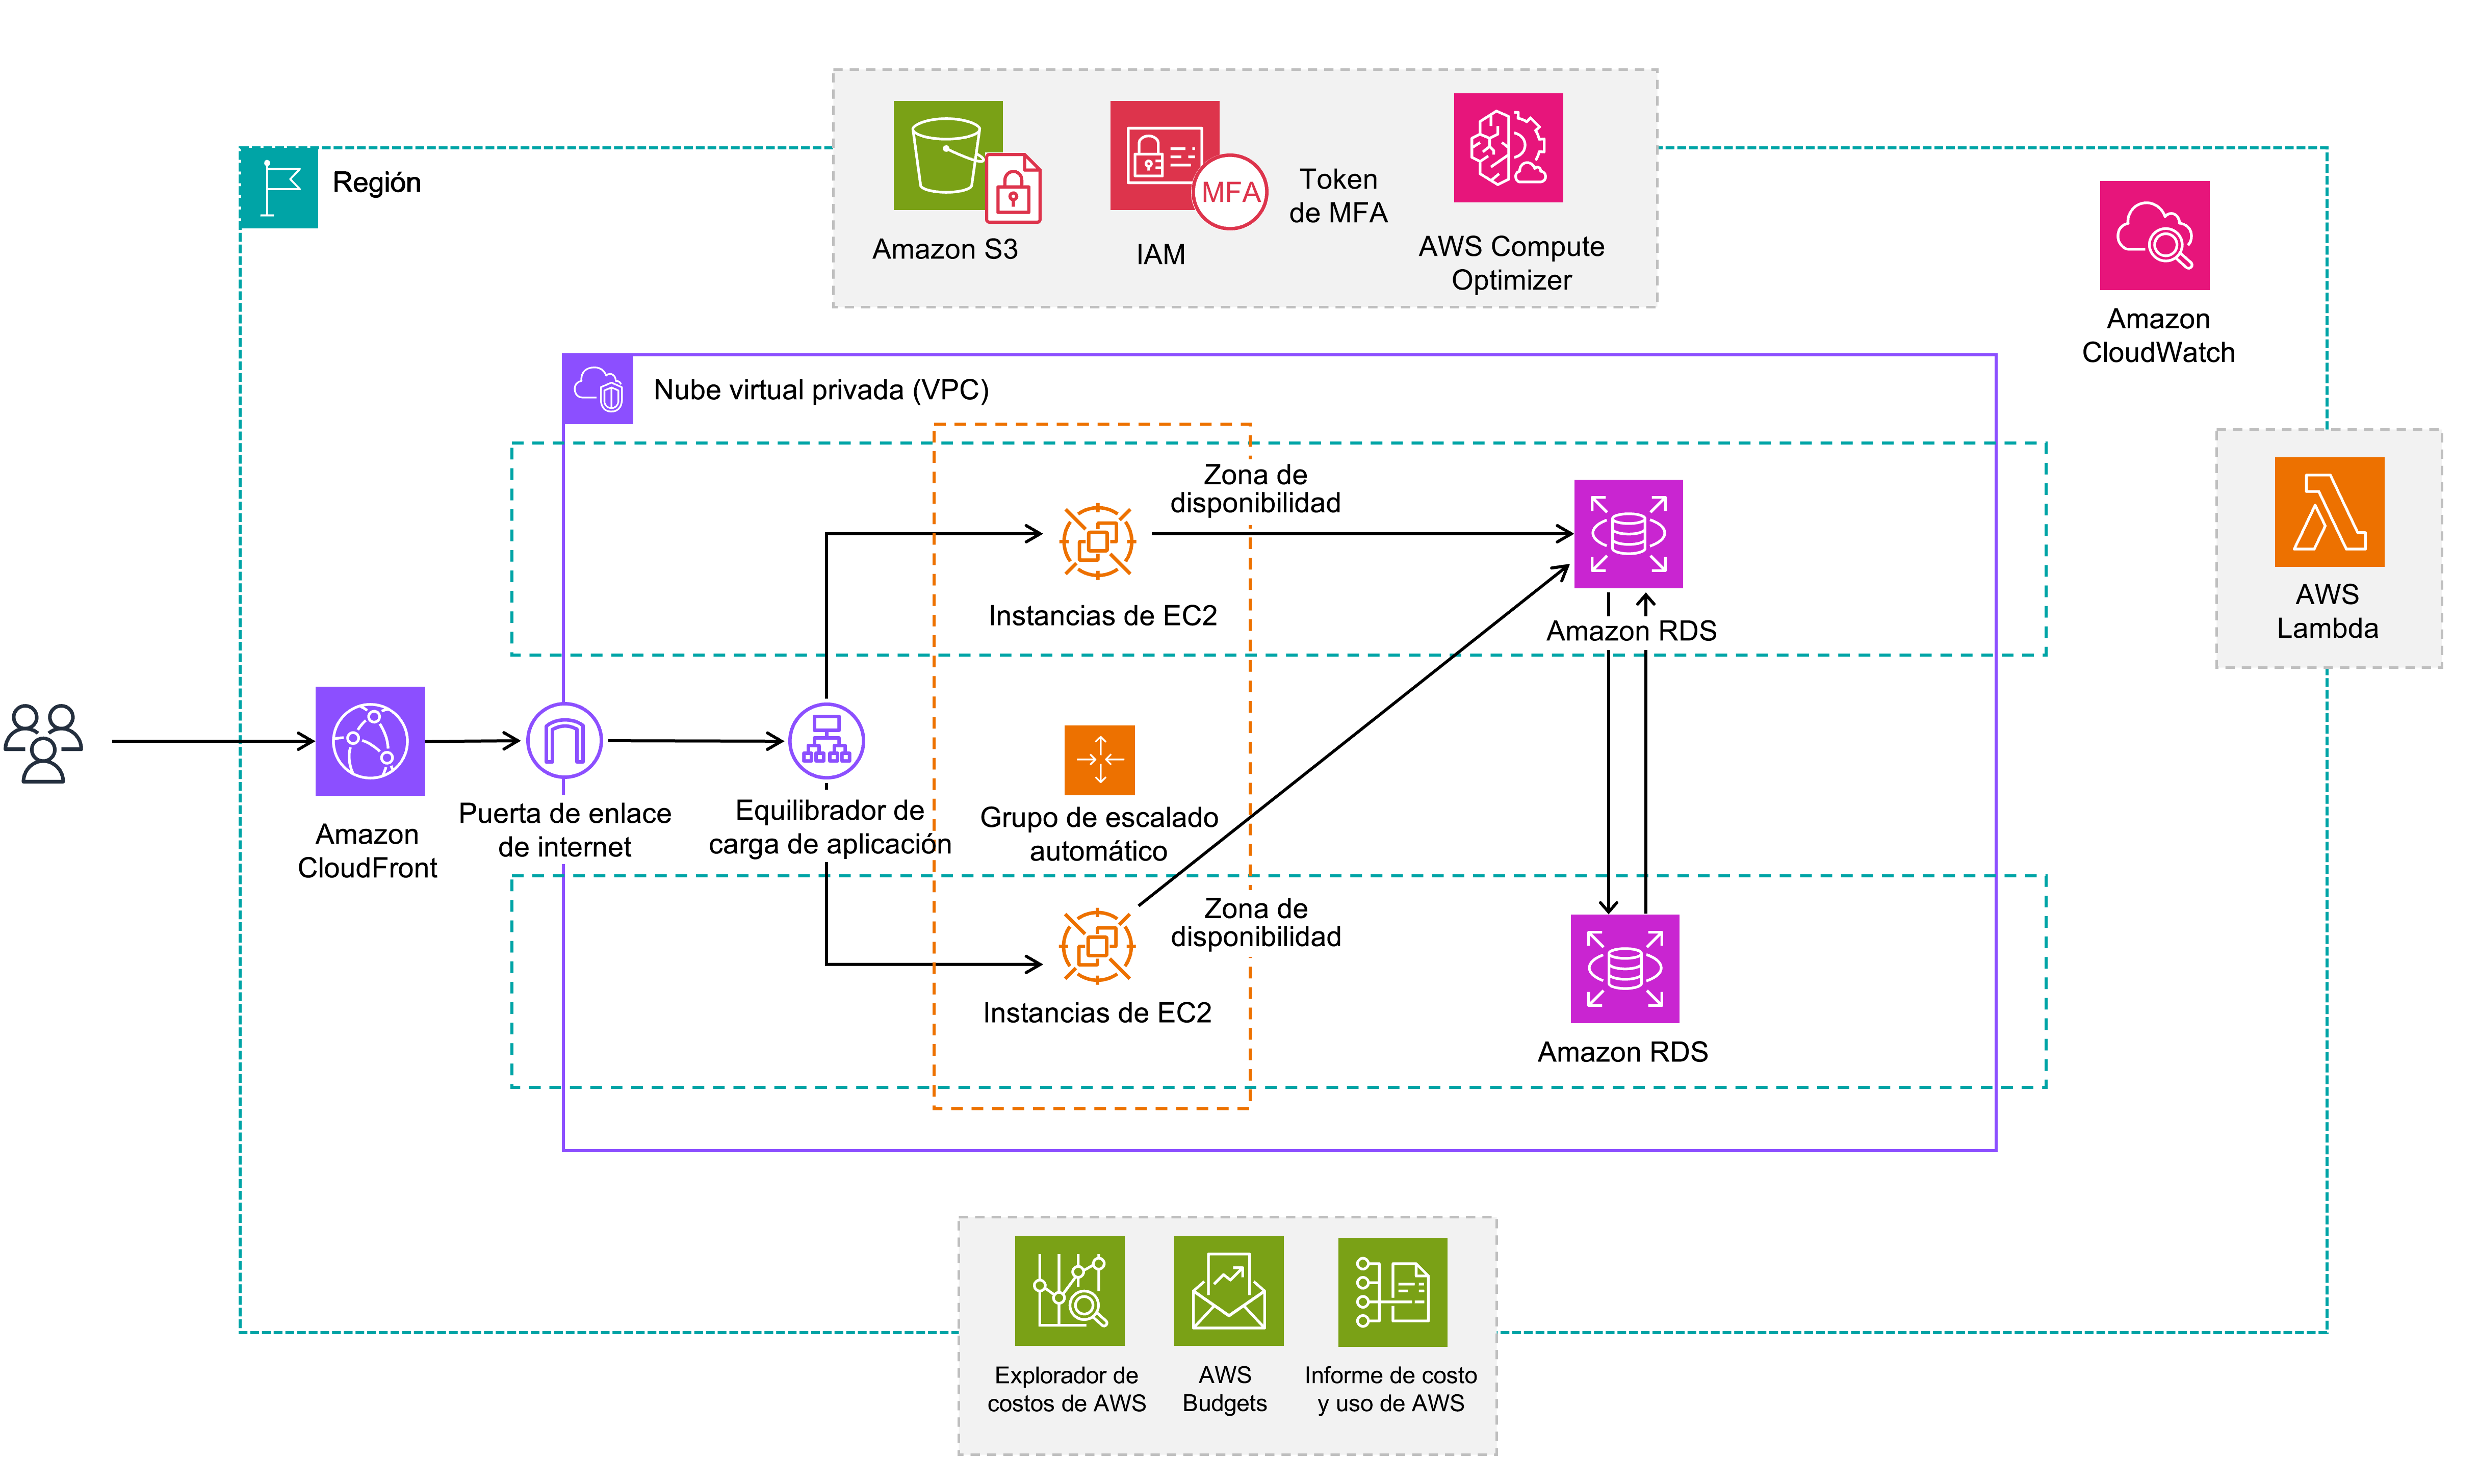 Región
Amazon S3
IAM
MFA
Token
de MFA
AWS Compute
Optimizer
Amazon
CloudWatch
Nube virtual privada (VPC)
Zona de
disponibilidad
Instancias de EC2
Amazon RDS
AWS
Lambda
Amazon
CloudFront
Puerta de enlace
de internet
Equilibrador de
carga de aplicación
Grupo de escalado
automático
Zona de
disponibilidad
Instancias de EC2
Amazon RDS
Explorador de
costos de AWS
AWS
Budgets
Informe de costo
y uso de AWS